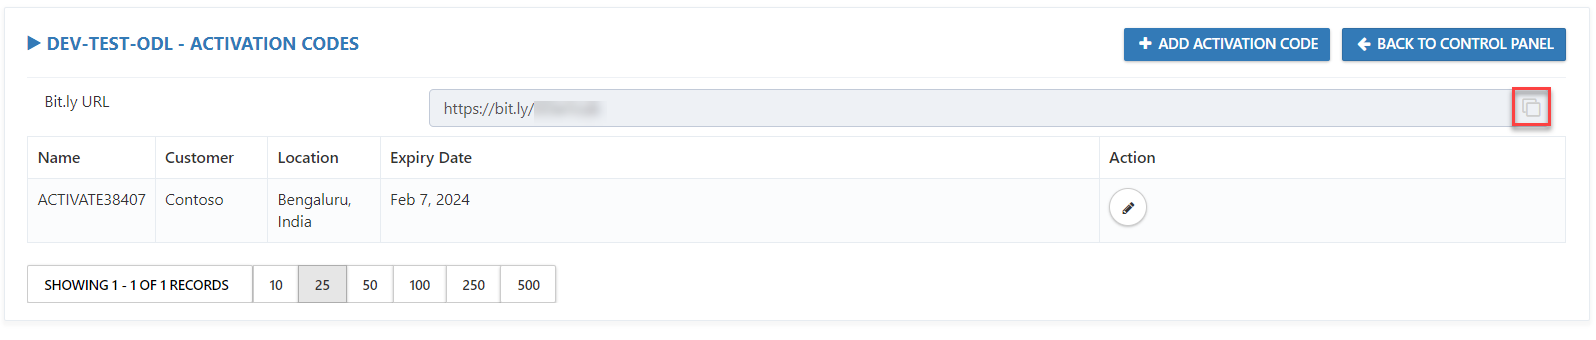 DEV-TEST-ODL - ACTIVATION CODES
ADD ACTIVATION CODE
BACK TO CONTROL PANEL
Bit.ly URL
https://bit.ly/
Name Customer Location Expiry Date Action
ACTIVATE38407 Contoso Bengaluru, Feb 7, 2024
India
SHOWING 1 - 1 OF 1 RECORDS 10 25 50 100 250 500